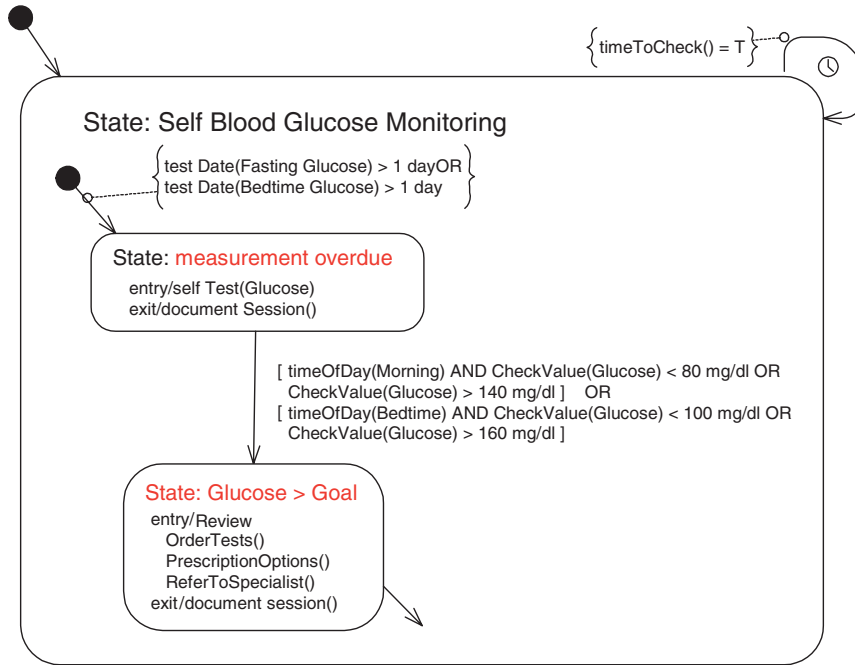 { timeToCheck() = T }
State: Self Blood Glucose Monitoring
{ test Date(Fasting Glucose) > 1 dayOR
test Date(Bedtime Glucose) > 1 day }
State: measurement overdue
entry/self Test(Glucose)
exit/document Session()
[ timeOfDay(Morning) AND CheckValue(Glucose) < 80 mg/dl OR
CheckValue(Glucose) > 140 mg/dl ] OR
[ timeOfDay(Bedtime) AND CheckValue(Glucose) < 100 mg/dl OR
CheckValue(Glucose) > 160 mg/dl ]
State: Glucose > Goal
entry/Review
OrderTests()
PrescriptionOptions()
ReferToSpecialist()
exit/document session()